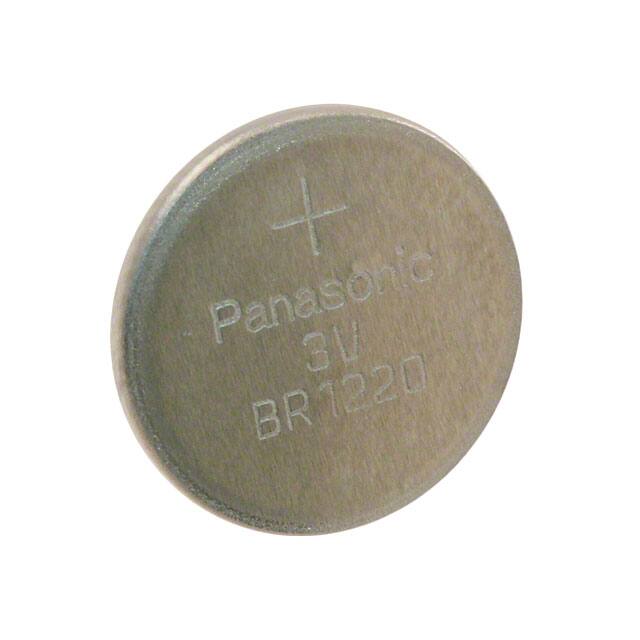 +
Panasonic
3V
BR1220